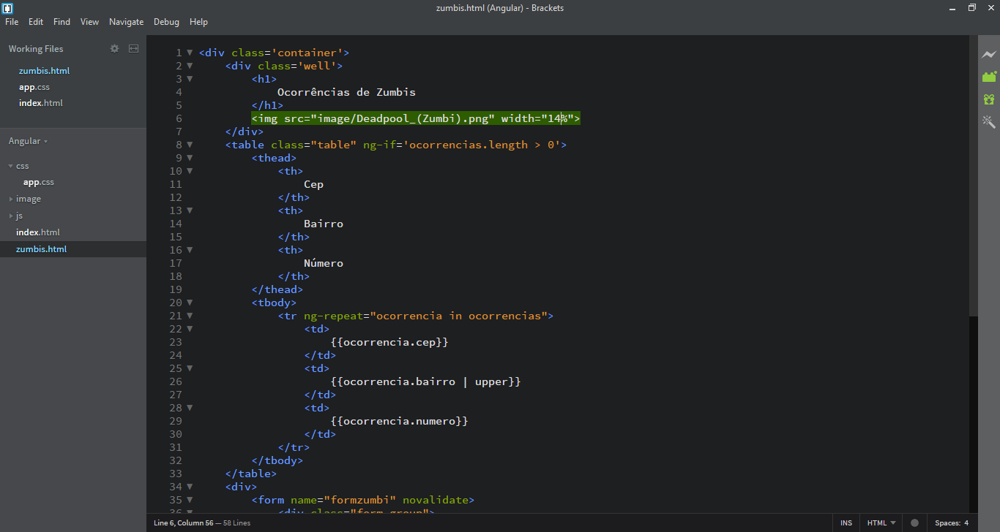 zumbis.html (Angular) - Brackets
File Edit Find View Navigate Debug Help
Working Files
zumbis.html
app.css
index.html
Angular
css
app.css
image
js
index.html
zumbis.html
1 <div class='container'>
2 <div class='well'>
3 <h1>
4 Ocorrências de Zumbis
5 </h1>
6 <img src="image/Deadpool_(Zumbi).png" width="14%">
7 </div>
8 <table class="table" ng-if='ocorrencias.length > 0'>
9 <thead>
10 <th>
11 Cep
12 </th>
13 <th>
14 Bairro
15 </th>
16 <th>
17 Número
18 </th>
19 </thead>
20 <tbody>
21 <tr ng-repeat="ocorrencia in ocorrencias">
22 <td>
23 {{ocorrencia.cep}}
24 </td>
25 <td>
26 {{ocorrencia.bairro | upper}}
27 </td>
28 <td>
29 {{ocorrencia.numero}}
30 </td>
31 </tr>
32 </tbody>
33 </table>
34 <div>
35 <form name="formzumbi" novalidate>
36 <div class="form-group">
Line 6, Column 56 — 58 Lines
INS HTML Spaces: 4